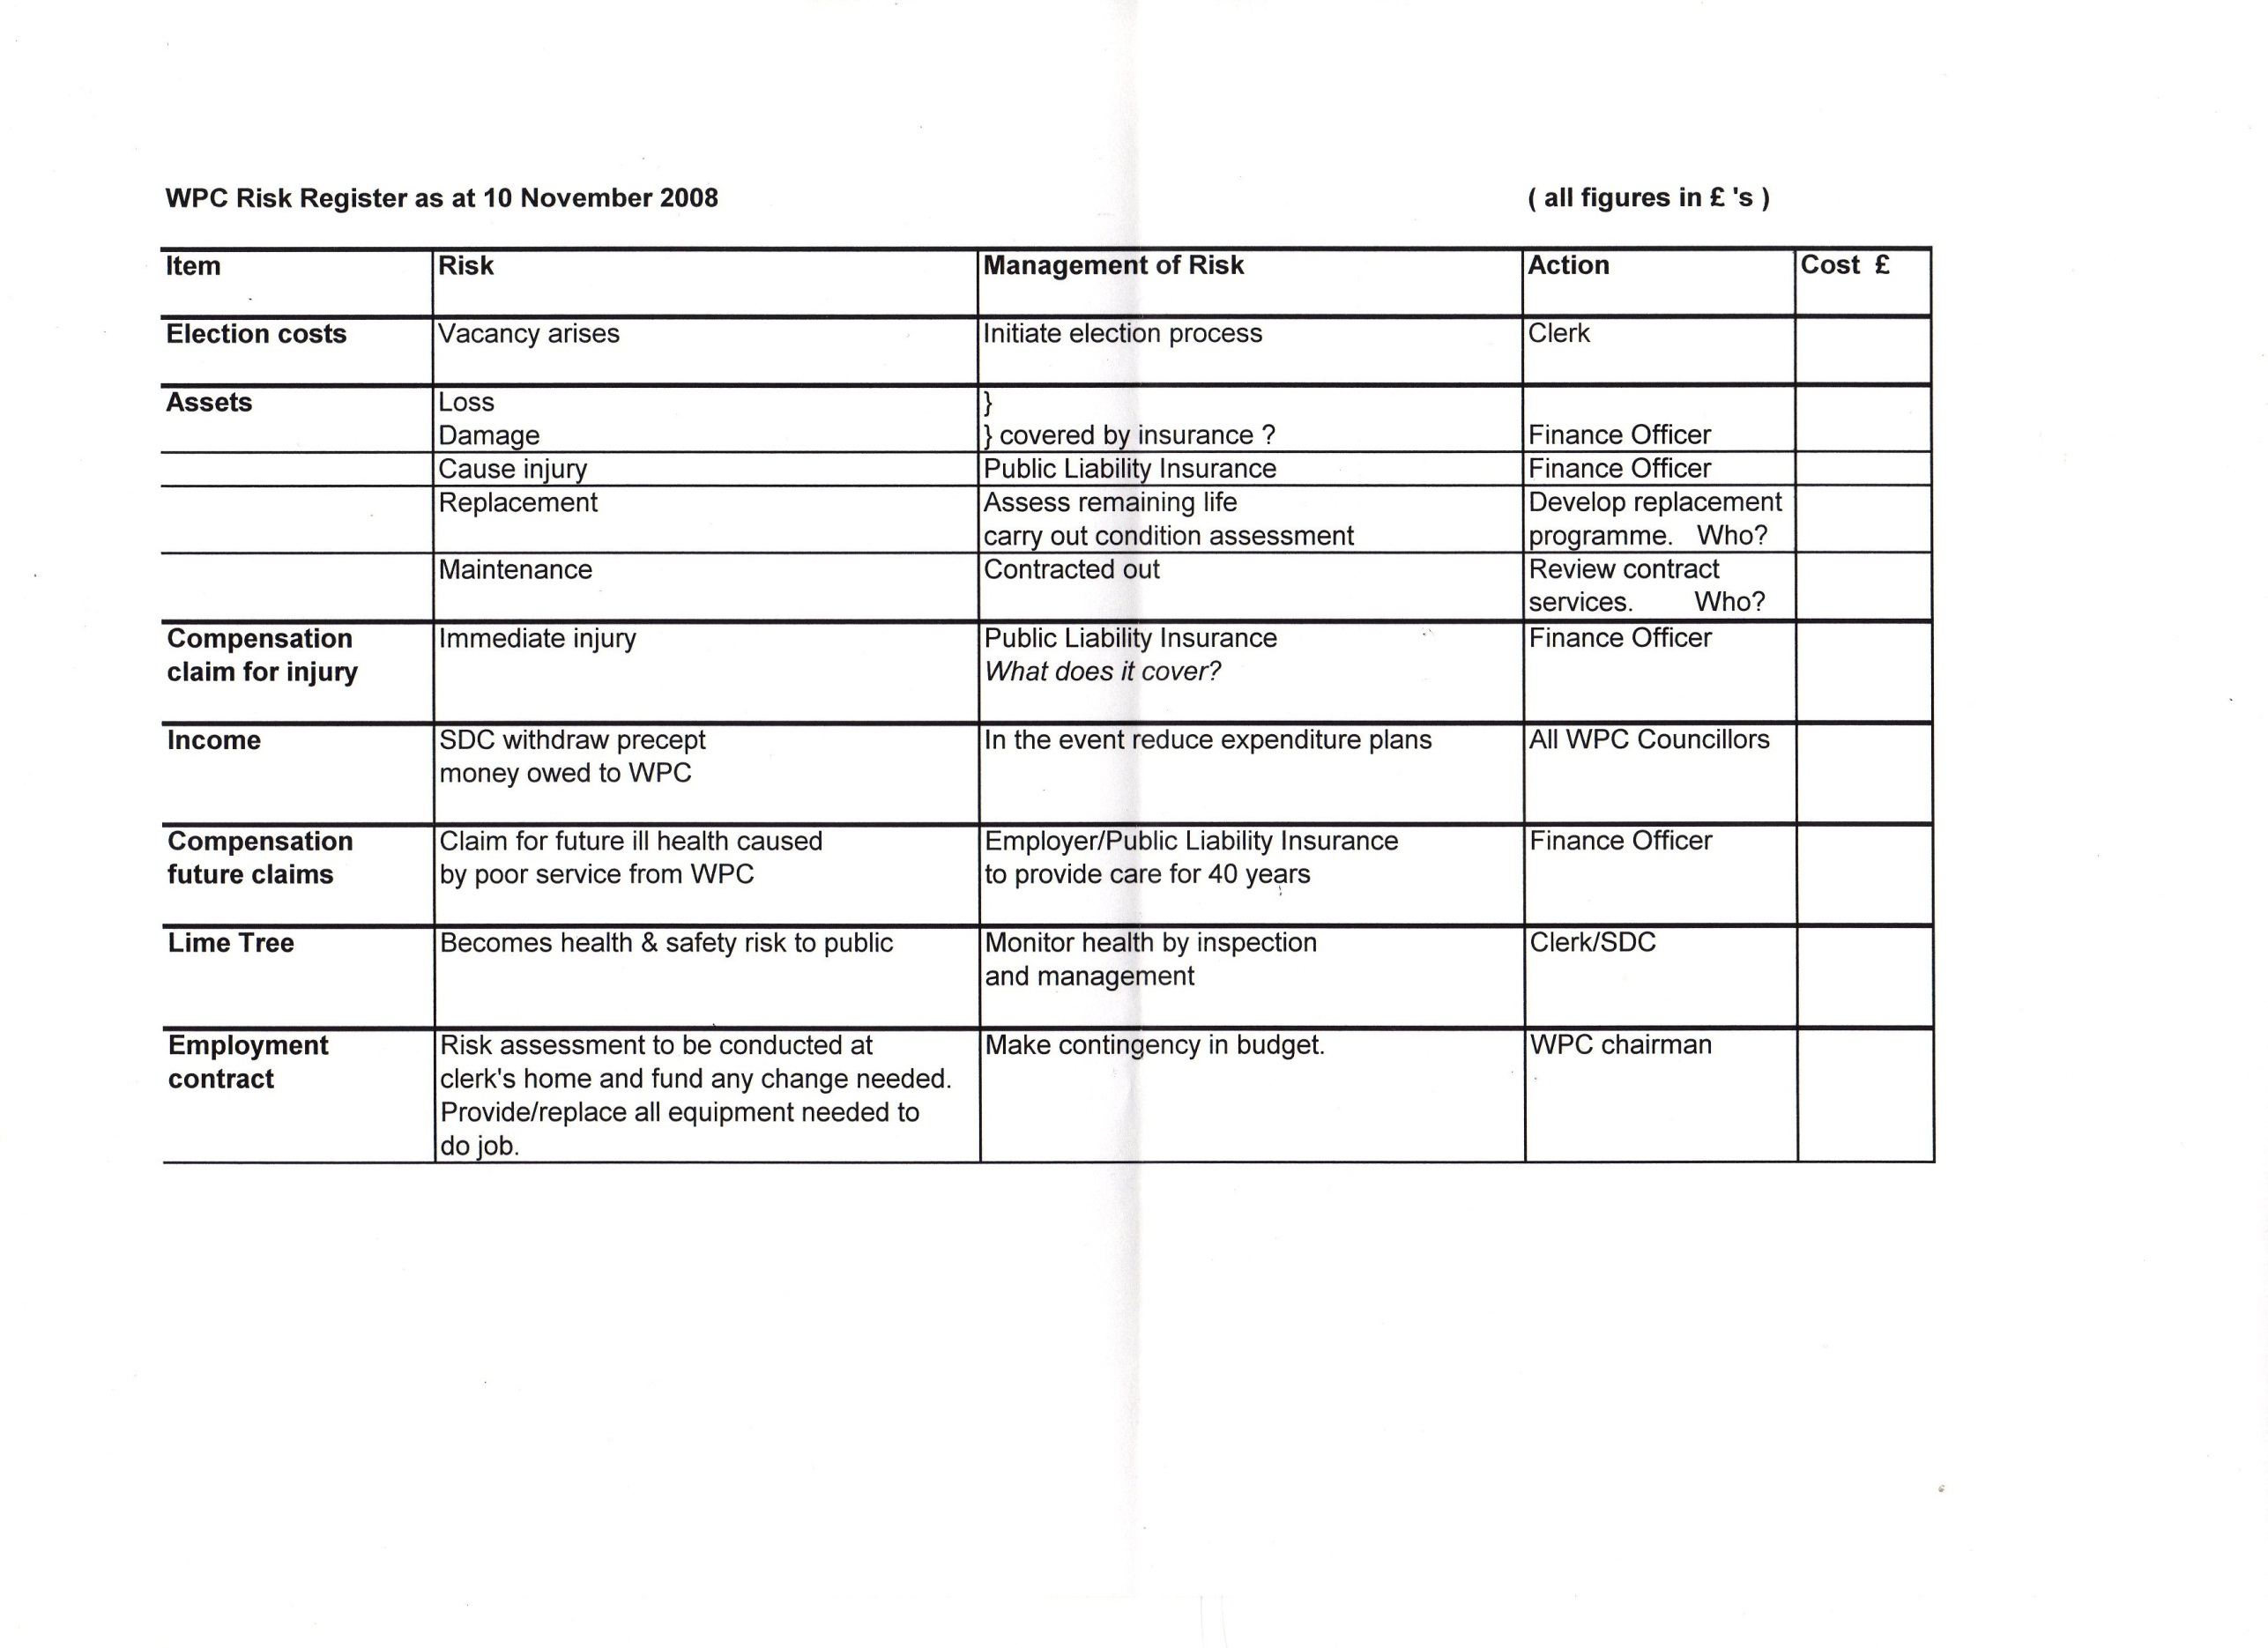 WPC Risk Register as at 10 November 2008 ( all figures in £ 's )
Item Risk Management of Risk Action Cost £
Election costs Vacancy arises Initiate election process Clerk
Assets Loss }
Damage } covered by insurance ? Finance Officer
Cause injury Public Liability Insurance Finance Officer
Replacement Assess remaining life Develop replacement
carry out condition assessment programme. Who?
Maintenance Contracted out Review contract
services. Who?
Compensation Immediate injury Public Liability Insurance Finance Officer
claim for injury What does it cover?
Income SDC withdraw precept In the event reduce expenditure plans All WPC Councillors
money owed to WPC
Compensation Claim for future ill health caused Employer/Public Liability Insurance Finance Officer
future claims by poor service from WPC to provide care for 40 years
Lime Tree Becomes health & safety risk to public Monitor health by inspection Clerk/SDC
and management
Employment Risk assessment to be conducted at Make contingency in budget. WPC chairman
contract clerk's home and fund any change needed.
Provide/replace all equipment needed to
do job.